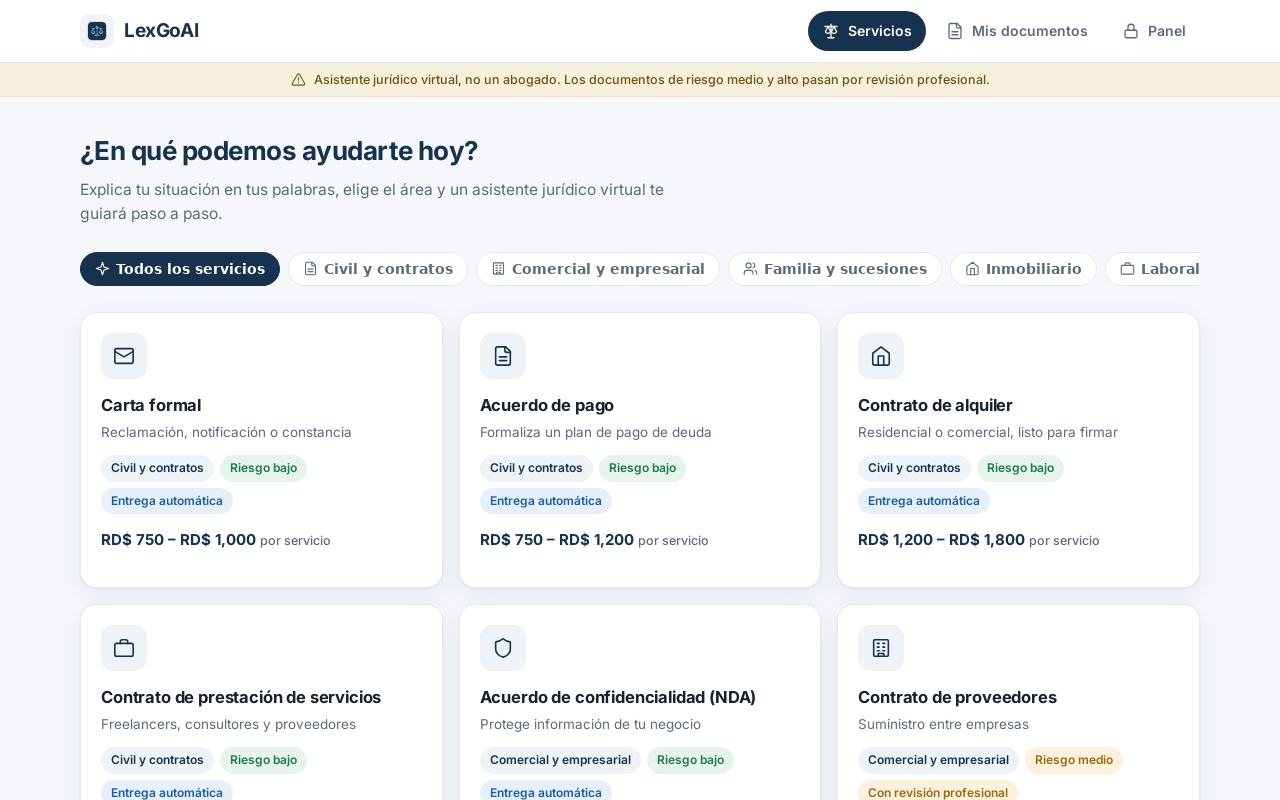 LexGoAI
Servicios
Mis documentos
Panel
Asistente jurídico virtual, no un abogado. Los documentos de riesgo medio y alto pasan por revisión profesional.
¿En qué podemos ayudarte hoy?
Explica tu situación en tus palabras, elige el área y un asistente jurídico virtual te
guiará paso a paso.
Todos los servicios
Civil y contratos
Comercial y empresarial
Familia y sucesiones
Inmobiliario
Laboral
Carta formal
Reclamación, notificación o constancia
Civil y contratos
Riesgo bajo
Entrega automática
RD$ 750 – RD$ 1,000 por servicio
Acuerdo de pago
Formaliza un plan de pago de deuda
Civil y contratos
Riesgo bajo
Entrega automática
RD$ 750 – RD$ 1,200 por servicio
Contrato de alquiler
Residencial o comercial, listo para firmar
Civil y contratos
Riesgo bajo
Entrega automática
RD$ 1,200 – RD$ 1,800 por servicio
Contrato de prestación de servicios
Freelancers, consultores y proveedores
Civil y contratos
Riesgo bajo
Entrega automática
Acuerdo de confidencialidad (NDA)
Protege información de tu negocio
Comercial y empresarial
Riesgo bajo
Entrega automática
Contrato de proveedores
Suministro entre empresas
Comercial y empresarial
Riesgo medio
Con revisión profesional